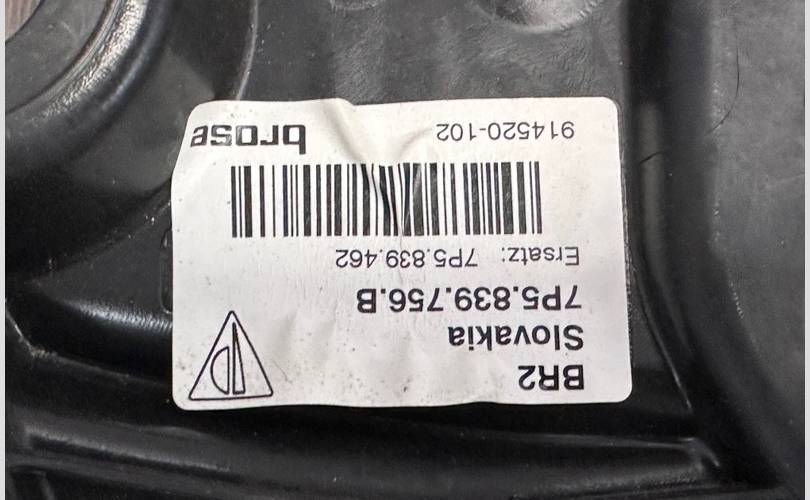 BR2
Slovakia
7P5.839.756.B
Ersatz: 7P5.839.462
914520-102 brose